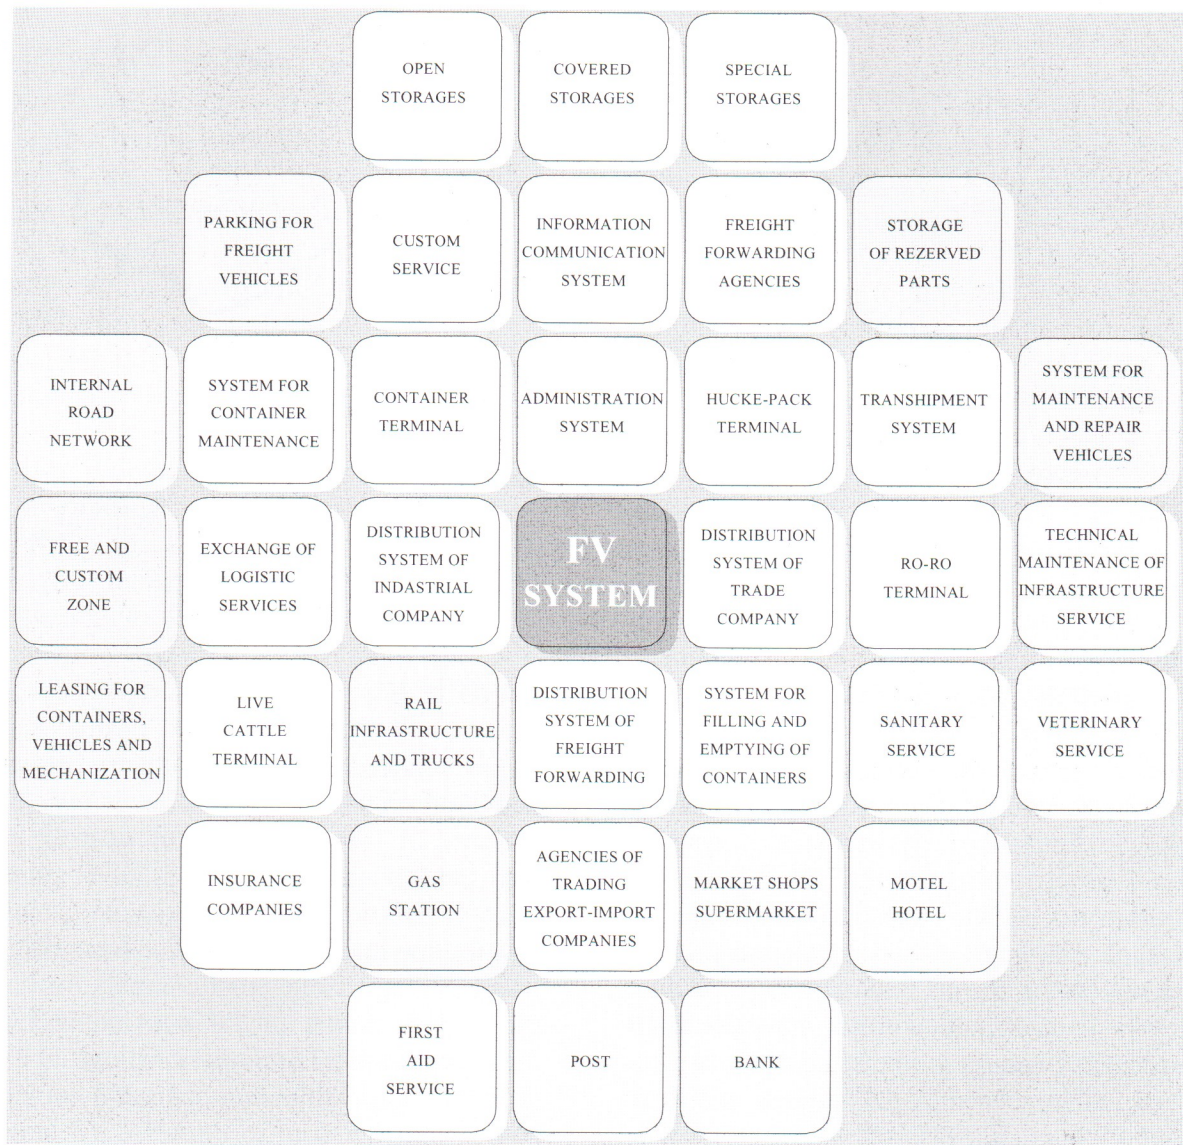 OPEN
STORAGES
COVERED
STORAGES
SPECIAL
STORAGES
PARKING FOR
FREIGHT
VEHICLES
CUSTOM
SERVICE
INFORMATION
COMMUNICATION
SYSTEM
FREIGHT
FORWARDING
AGENCIES
STORAGE
OF REZERVED
PARTS
INTERNAL
ROAD
NETWORK
SYSTEM FOR
CONTAINER
MAINTENANCE
CONTAINER
TERMINAL
ADMINISTRATION
SYSTEM
HUCKE-PACK
TERMINAL
TRANSHIPMENT
SYSTEM
SYSTEM FOR
MAINTENANCE
AND REPAIR
VEHICLES
FREE AND
CUSTOM
ZONE
EXCHANGE OF
LOGISTIC
SERVICES
DISTRIBUTION
SYSTEM OF
INDASTRIAL
COMPANY
FV
SYSTEM
DISTRIBUTION
SYSTEM OF
TRADE
COMPANY
RO-RO
TERMINAL
TECHNICAL
MAINTENANCE OF
INFRASTRUCTURE
SERVICE
LEASING FOR
CONTAINERS,
VEHICLES AND
MECHANIZATION
LIVE
CATTLE
TERMINAL
RAIL
INFRASTRUCTURE
AND TRUCKS
DISTRIBUTION
SYSTEM OF
FREIGHT
FORWARDING
SYSTEM FOR
FILLING AND
EMPTYING OF
CONTAINERS
SANITARY
SERVICE
VETERINARY
SERVICE
INSURANCE
COMPANIES
GAS
STATION
AGENCIES OF
TRADING
EXPORT-IMPORT
COMPANIES
MARKET SHOPS
SUPERMARKET
MOTEL
HOTEL
FIRST
AID
SERVICE
POST
BANK